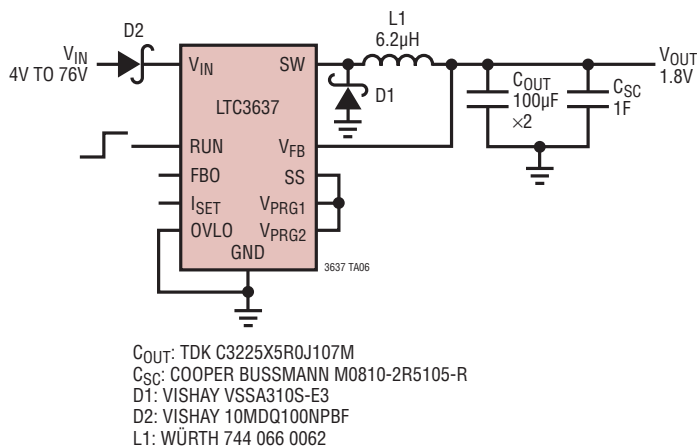 D2
V_IN
4V TO 76V
L1
6.2µH
V_IN
SW
LTC3637
D1
C_OUT
100µF
×2
C_SC
1F
V_OUT
1.8V
RUN
V_FB
FBO
SS
I_SET
V_PRG1
OVLO
V_PRG2
GND
3637 TA06
C_OUT: TDK C3225X5R0J107M
C_SC: COOPER BUSSMANN M0810-2R5105-R
D1: VISHAY VSSA310S-E3
D2: VISHAY 10MDQ100NPBF
L1: WÜRTH 744 066 0062